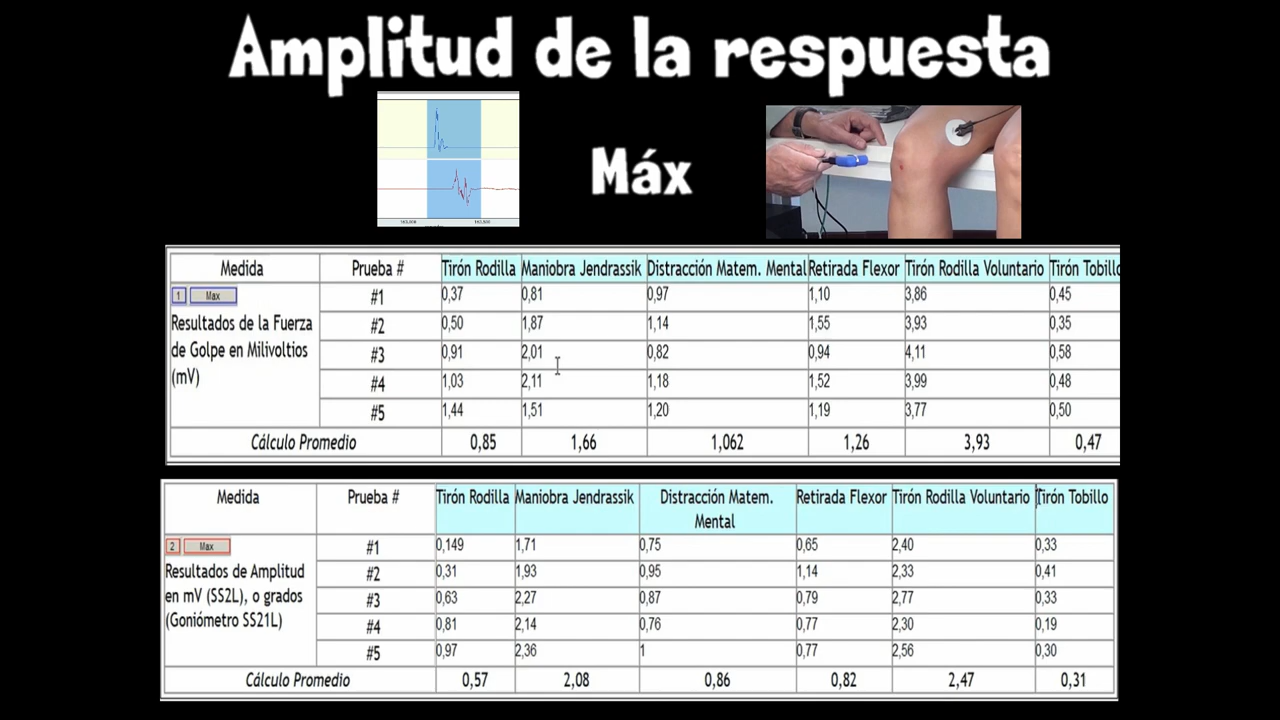 Amplitud de la respuesta
Máx
Medida Prueba # Tirón Rodilla Maniobra Jendrassik Distracción Matem. Mental Retirada Flexor Tirón Rodilla Voluntario Tirón Tobillo
1 Max #1 0,37 0,81 0,97 1,10 3,86 0,45
Resultados de la Fuerza #2 0,50 1,87 1,14 1,55 3,93 0,35
de Golpe en Milivoltios #3 0,91 2,01 0,82 0,94 4,11 0,58
(mV) #4 1,03 2,11 1,18 1,52 3,99 0,48
#5 1,44 1,51 1,20 1,19 3,77 0,50
Cálculo Promedio 0,85 1,66 1,062 1,26 3,93 0,47
Medida Prueba # Tirón Rodilla Maniobra Jendrassik Distracción Matem. Retirada Flexor Tirón Rodilla Voluntario Tirón Tobillo
Mental
2 Max #1 0,149 1,71 0,75 0,65 2,40 0,33
Resultados de Amplitud #2 0,31 1,93 0,95 1,14 2,33 0,41
en mV (SS2L), o grados #3 0,63 2,27 0,87 0,79 2,77 0,33
(Goniómetro SS21L) #4 0,81 2,14 0,76 0,77 2,30 0,19
#5 0,97 2,36 1 0,77 2,56 0,30
Cálculo Promedio 0,57 2,08 0,86 0,82 2,47 0,31